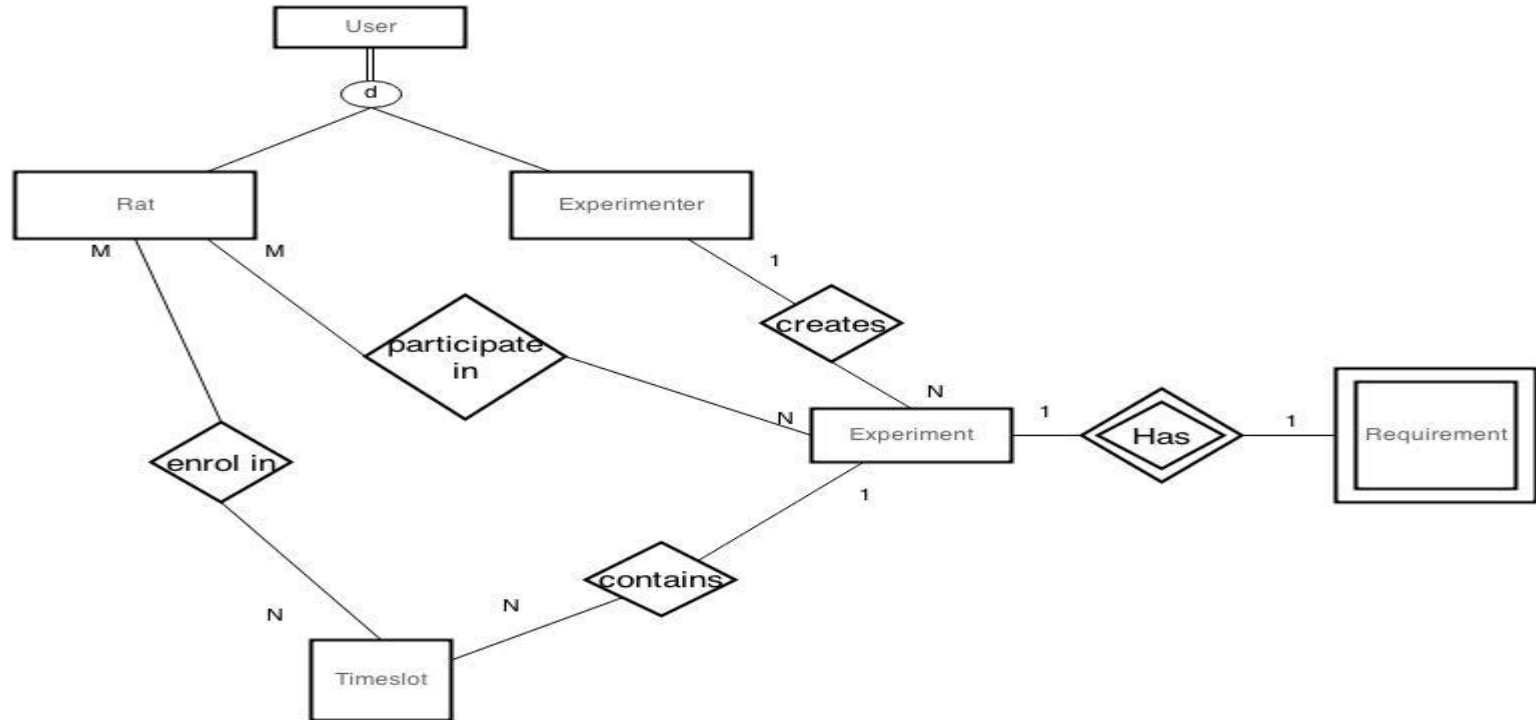 User
d
Rat
Experimenter
M
M
1
creates
participate
in
N
N
Experiment
1
Has
1
Requirement
enrol in
1
contains
N
N
Timeslot